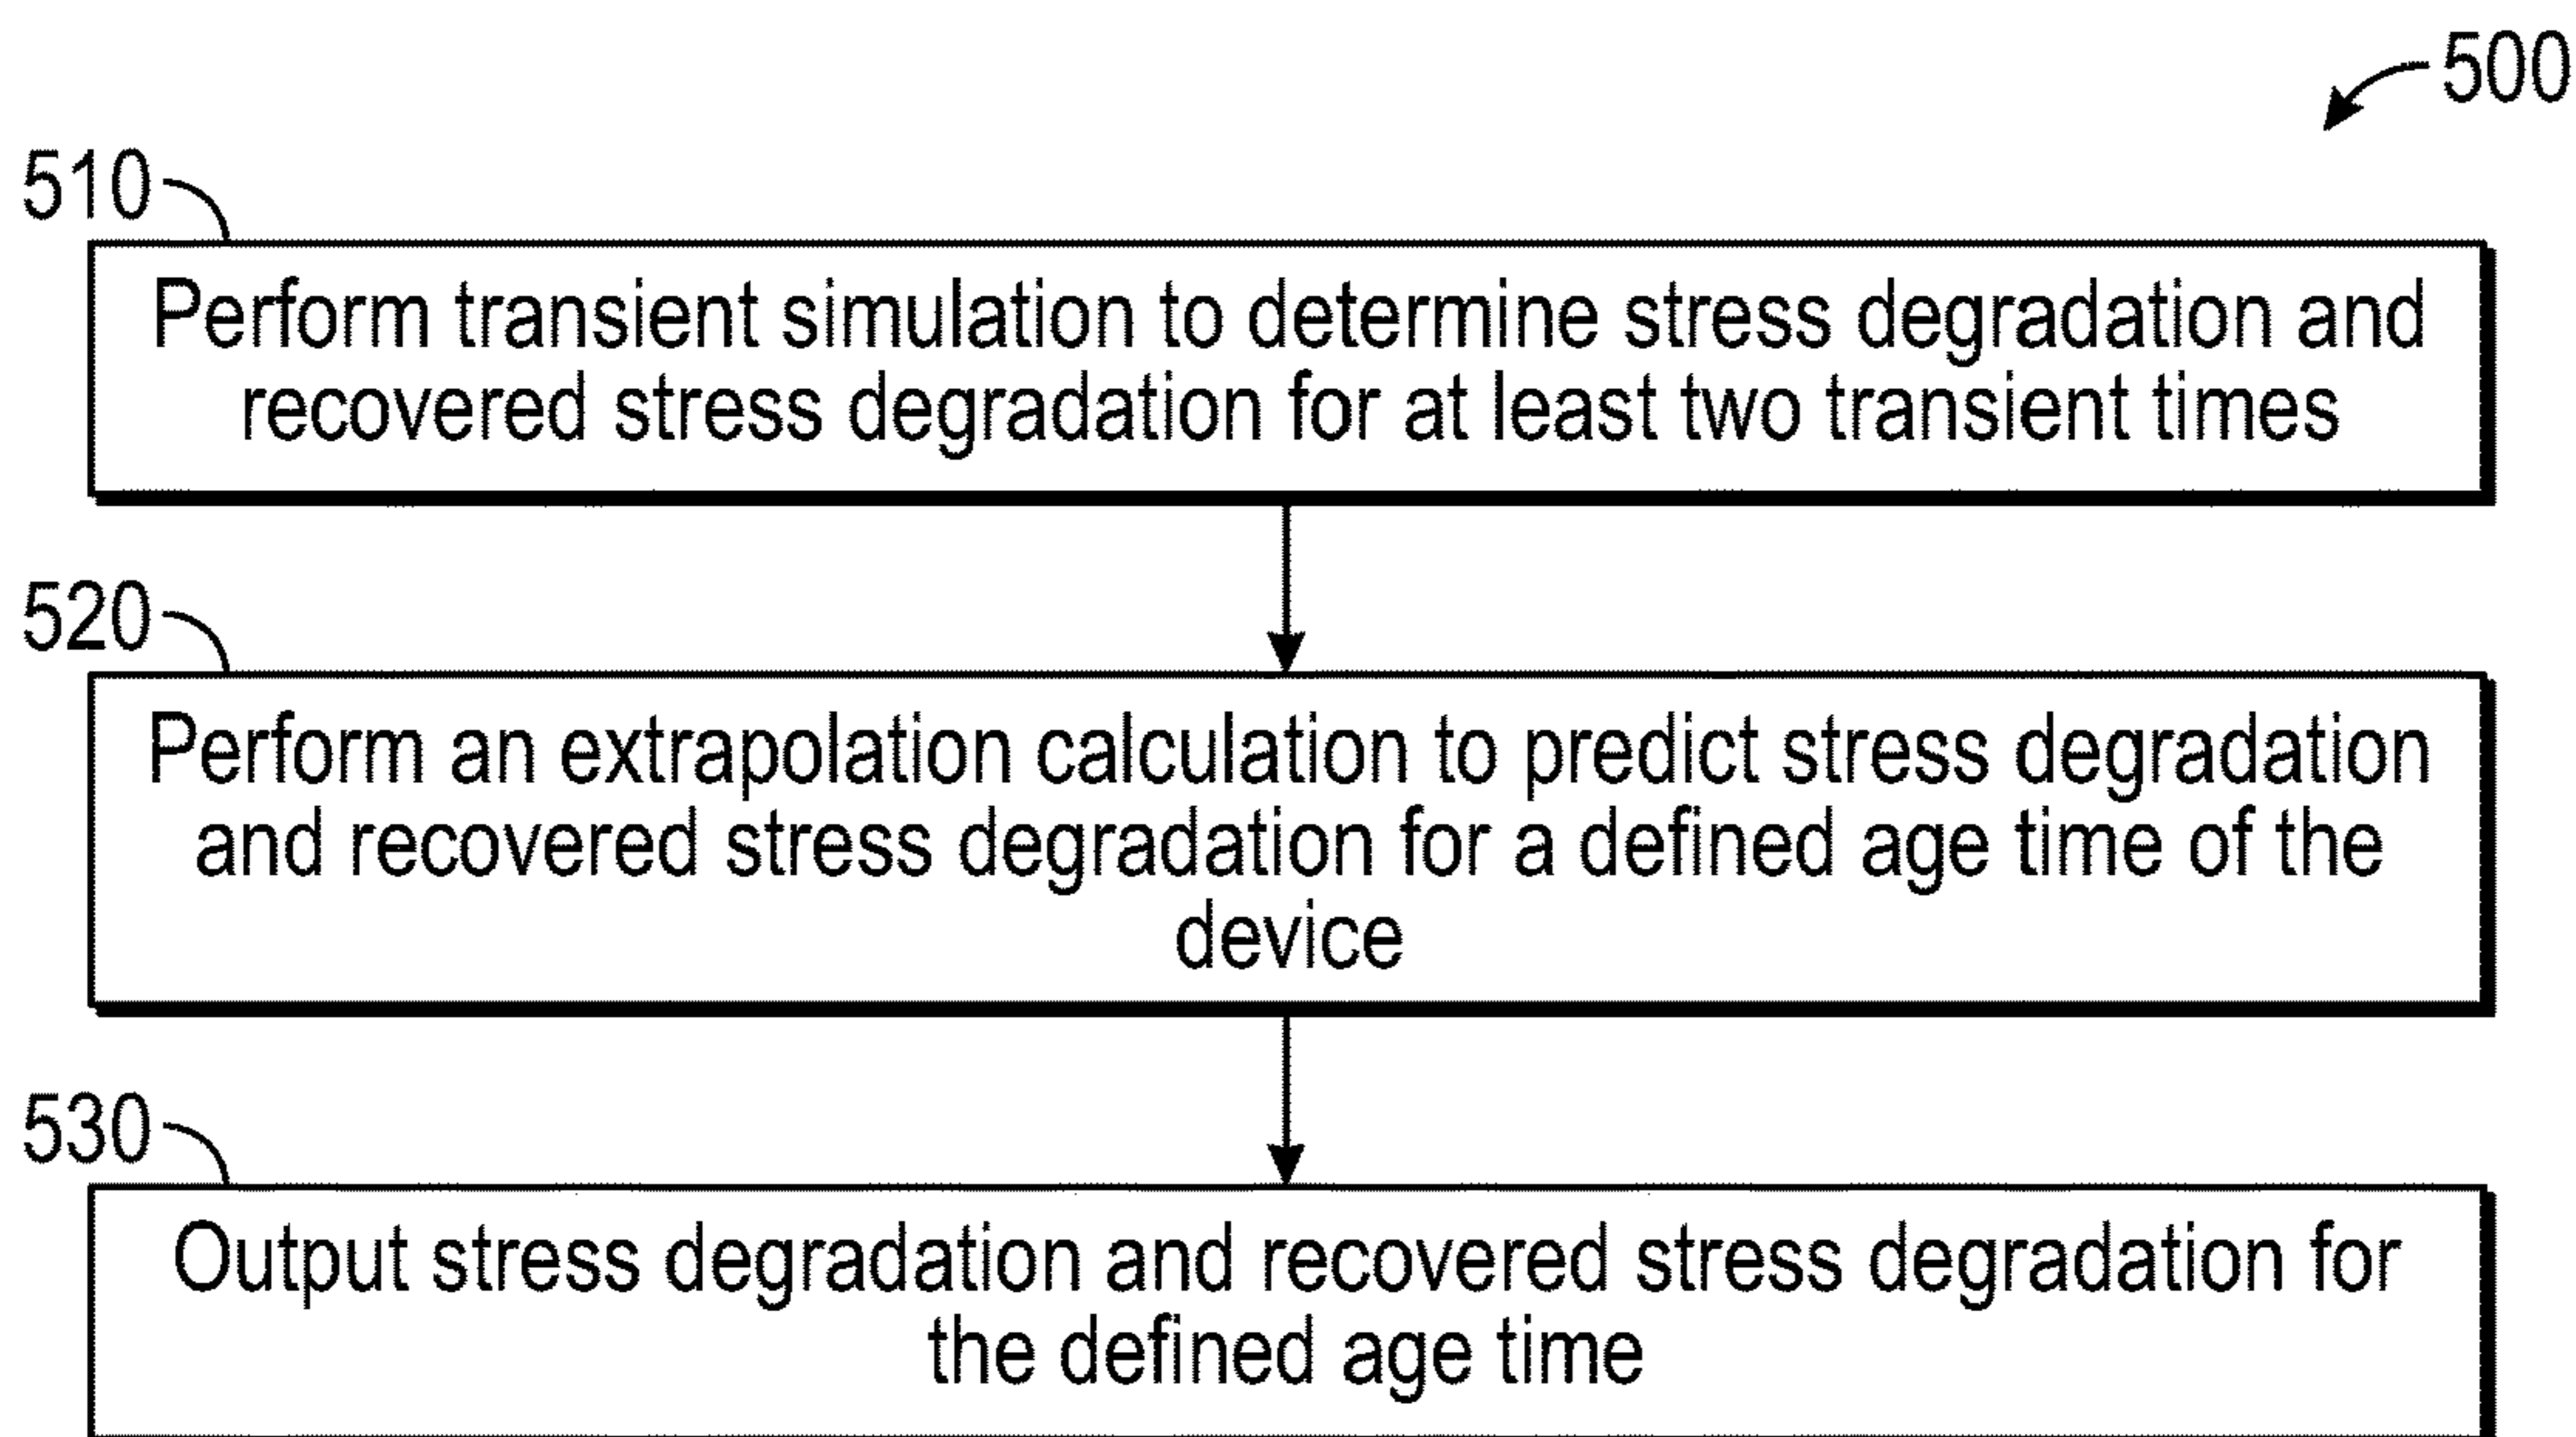 500
510
Perform transient simulation to determine stress degradation and
recovered stress degradation for at least two transient times
520
Perform an extrapolation calculation to predict stress degradation
and recovered stress degradation for a defined age time of the
device
530
Output stress degradation and recovered stress degradation for
the defined age time